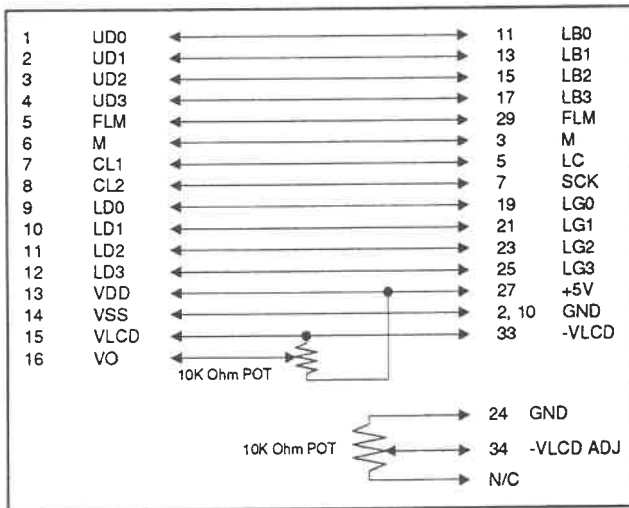 1 UD0 11 LB0
2 UD1 13 LB1
3 UD2 15 LB2
4 UD3 17 LB3
5 FLM 29 FLM
6 M 3 M
7 CL1 5 LC
8 CL2 7 SCK
9 LD0 19 LG0
10 LD1 21 LG1
11 LD2 23 LG2
12 LD3 25 LG3
13 VDD 27 +5V
14 VSS 2, 10 GND
15 VLCD 33 -VLCD
16 VO
10K Ohm POT
24 GND
10K Ohm POT 34 -VLCD ADJ
N/C